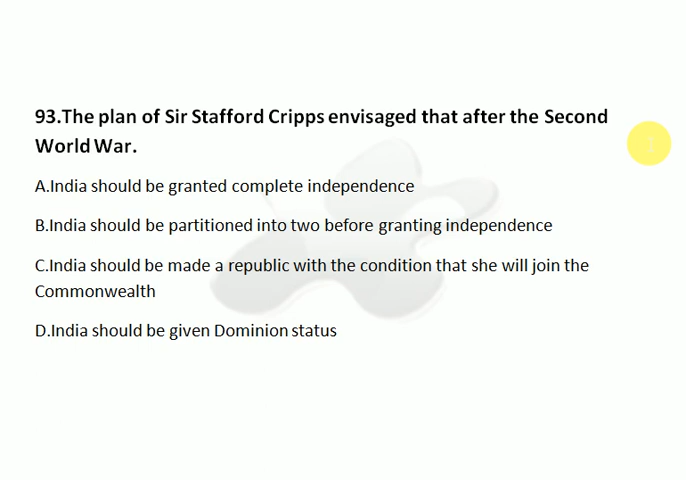 93.The plan of Sir Stafford Cripps envisaged that after the Second
World War.
A.India should be granted complete independence
B.India should be partitioned into two before granting independence
C.India should be made a republic with the condition that she will join the
Commonwealth
D.India should be given Dominion status